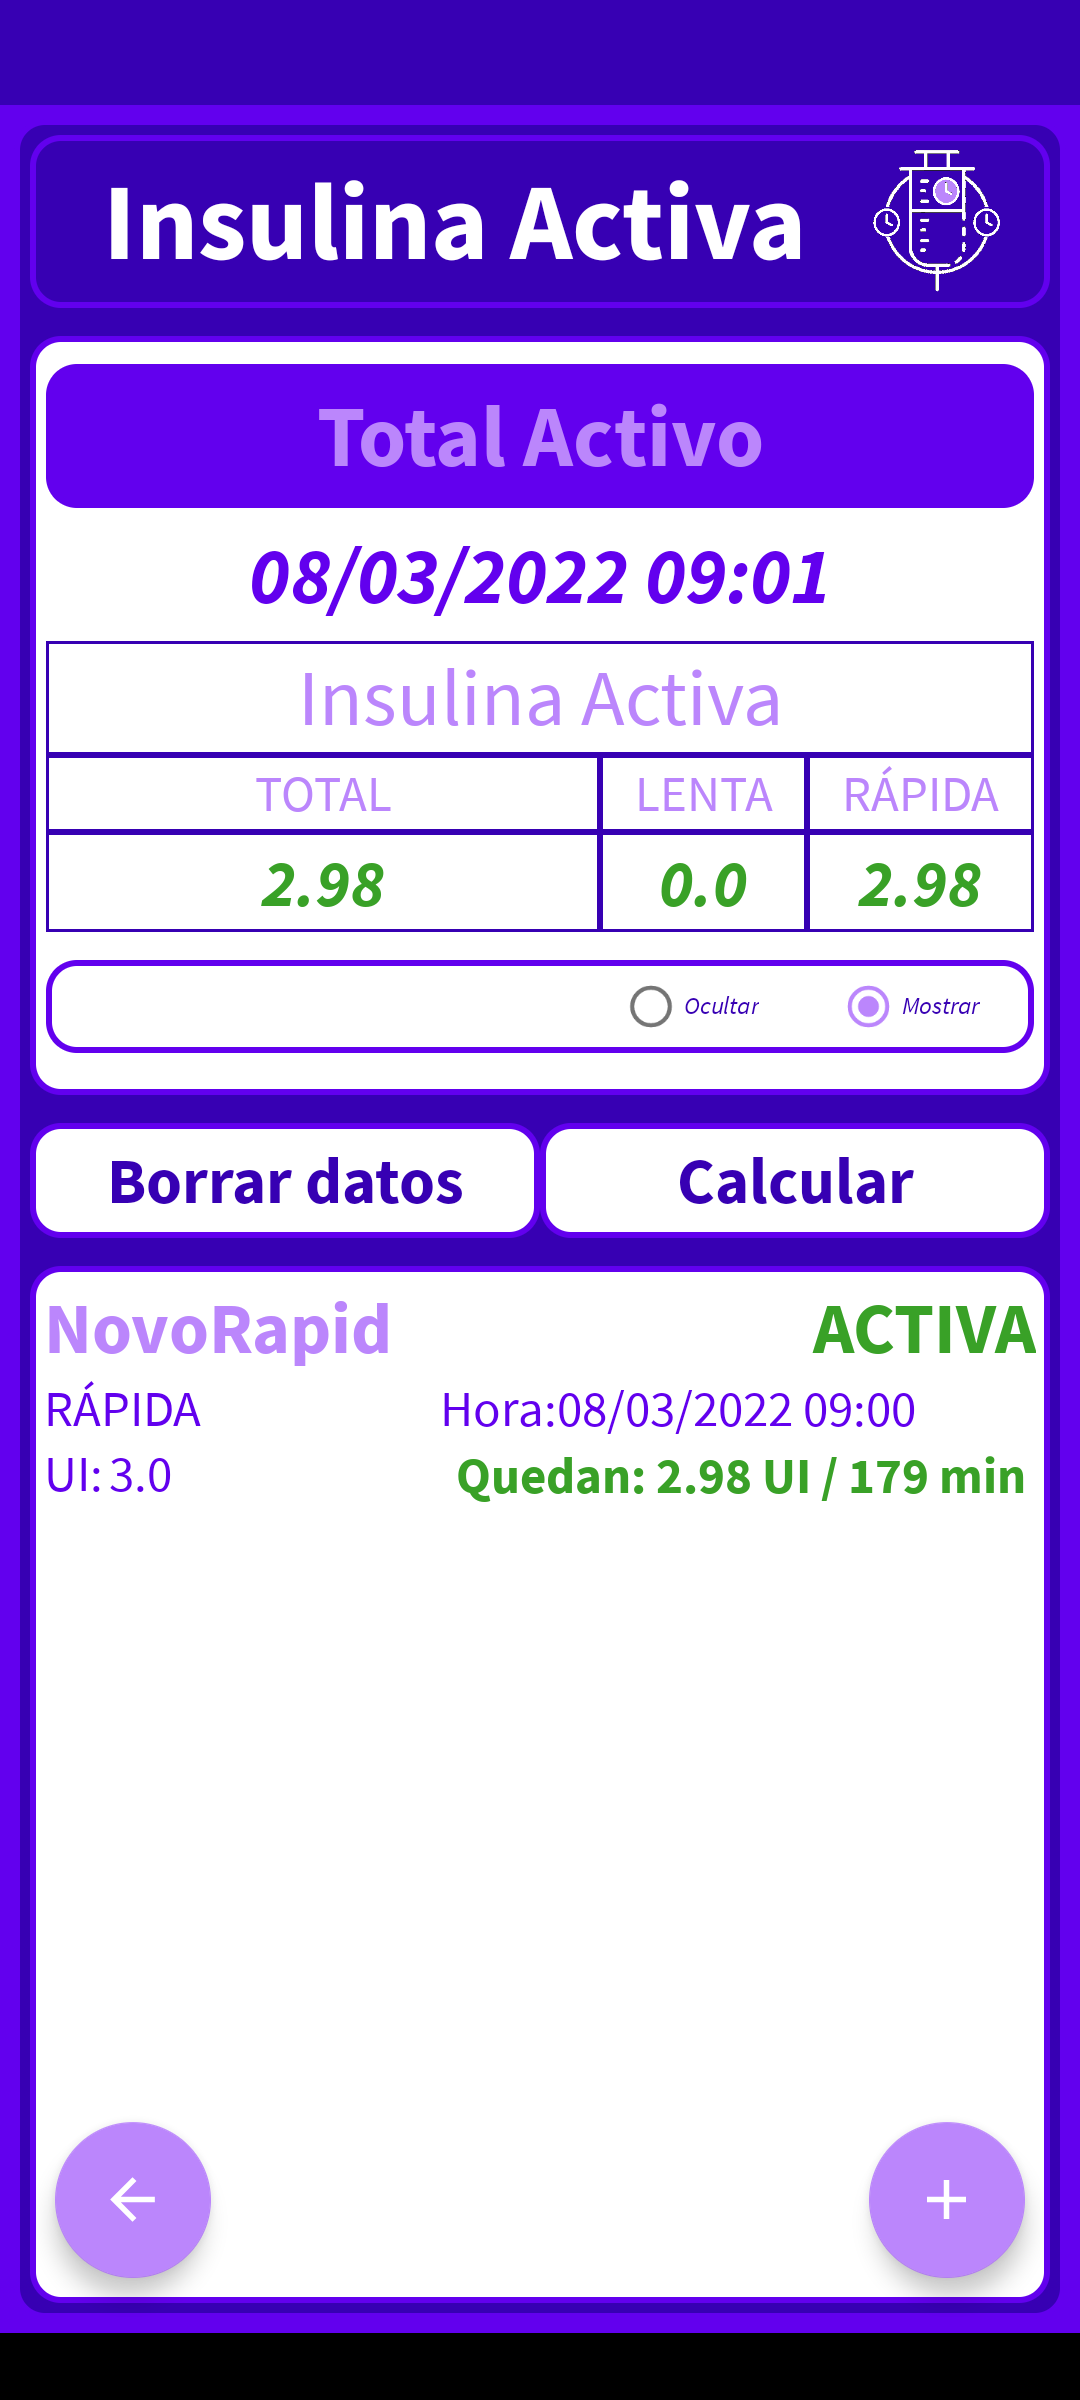 Insulina Activa
Total Activo
08/03/2022 09:01
Insulina Activa
TOTAL LENTA RÁPIDA
2.98 0.0 2.98
Ocultar Mostrar
Borrar datos Calcular
NovoRapid ACTIVA
RÁPIDA Hora:08/03/2022 09:00
UI: 3.0 Quedan: 2.98 UI / 179 min